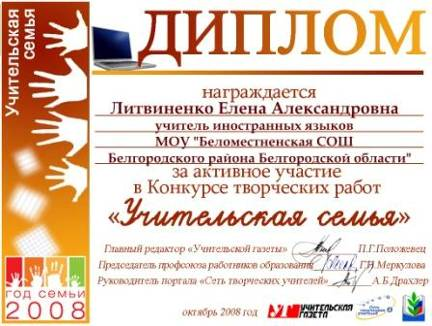 Учительская семья
ДИПЛОМ
награждается
Литвиненко Елена Александровна
учитель иностранных языков
МОУ "Беломестненская СОШ
Белгородского района Белгородской области"
за активное участие
в Конкурсе творческих работ
«Учительская семья»
Главный редактор «Учительской газеты» П.Г.Положевец
Председатель профсоюза работников образования Г.И.Меркулова
Руководитель портала «Сеть творческих учителей» А.Б.Драхлер
ГОД СЕМЬИ
2008
октябрь 2008 год
УЧИТЕЛЬСКАЯ
ГАЗЕТА